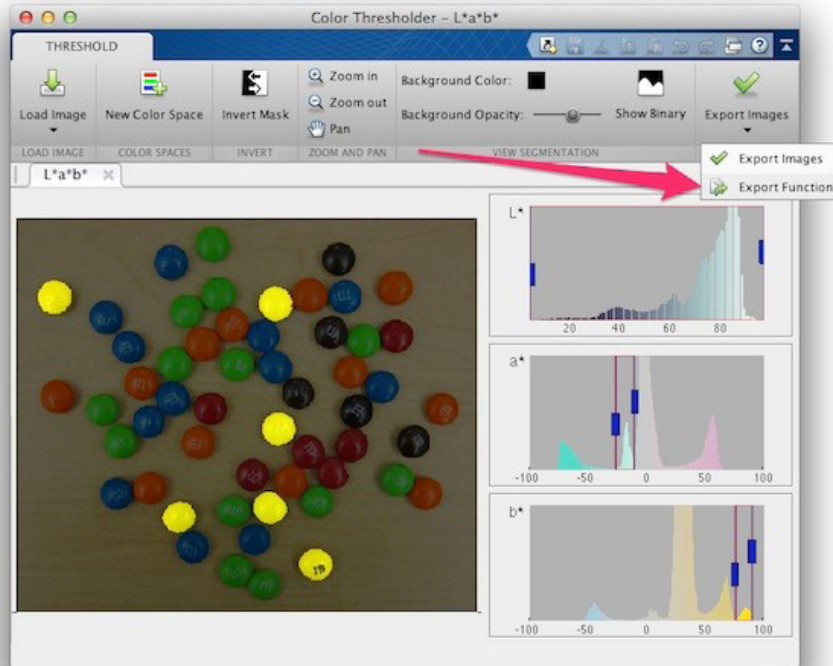 Color Thresholder – L*a*b*
THRESHOLD
Load Image
New Color Space
Invert Mask
Zoom in
Zoom out
Pan
Background Color:
Background Opacity:
Show Binary
Export Images
LOAD IMAGE
COLOR SPACES
INVERT
ZOOM AND PAN
VIEW SEGMENTATION
Export Images
Export Function
L*a*b*
L*
20 40 60 80
a*
-100 -50 0 50 100
b*
-100 -50 0 50 100